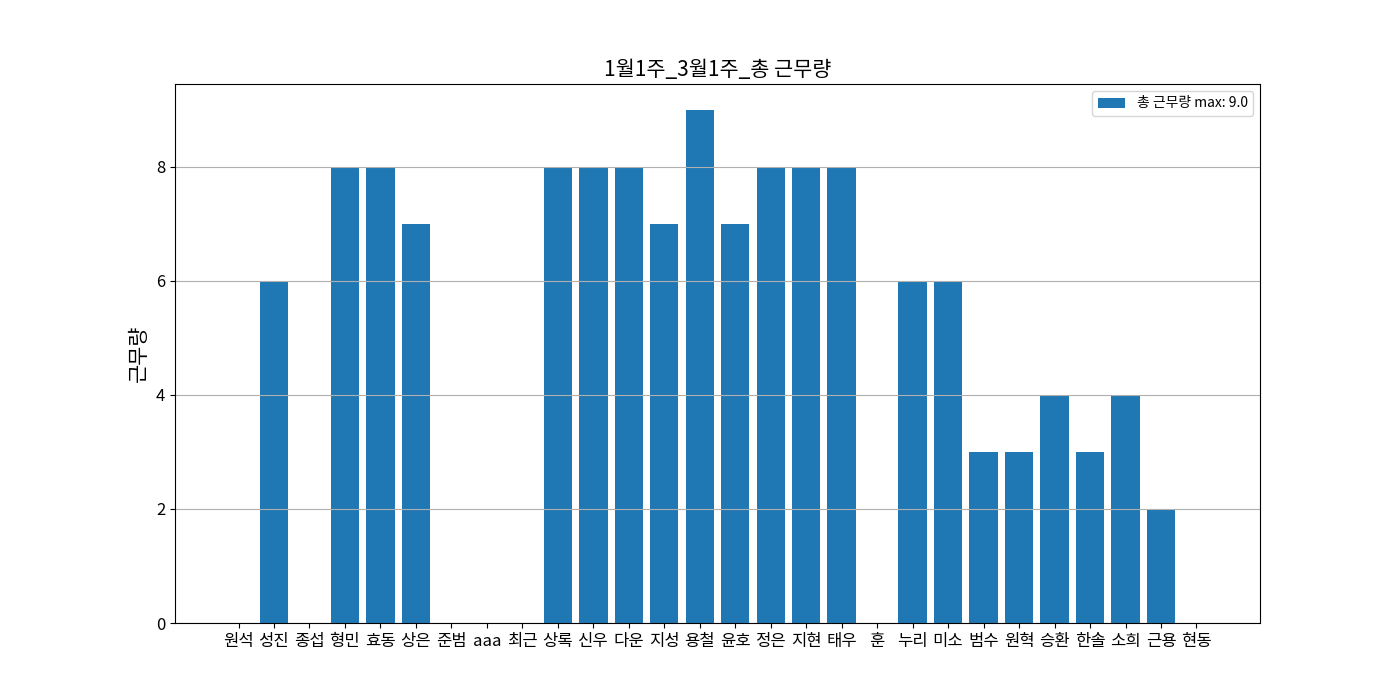 1월1주_3월1주_총 근무량
총 근무량 max: 9.0
근무량
8
6
4
2
0
원석 성진 종섭 형민 효동 상은 준범 aaa 최근 상록 신우 다운 지성 용철 윤호 정은 지현 태우 훈 누리 미소 범수 원혁 승환 한솔 소희 근용 현동